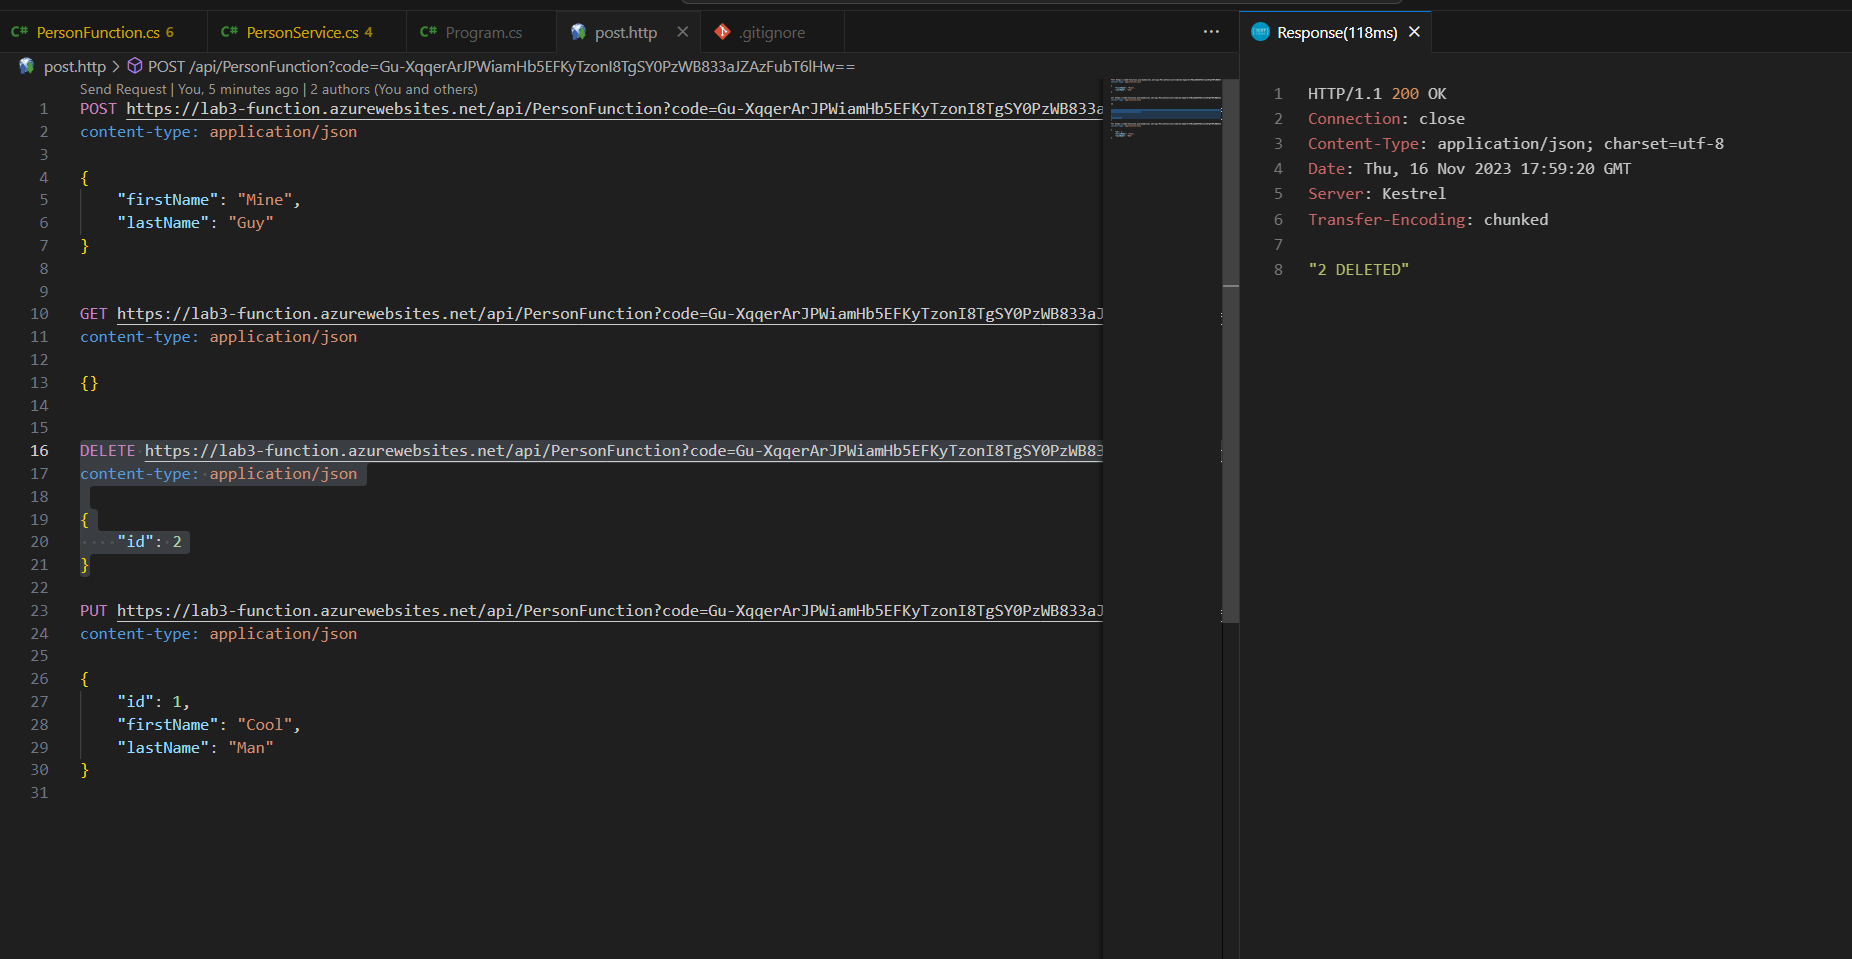 C# PersonFunction.cs 6
C# PersonService.cs 4
C# Program.cs
post.http
.gitignore
Response(118ms)
post.http > POST /api/PersonFunction?code=Gu-XqqerArJPWiamHb5EFKyTzonI8TgSY0PzWB833aJZAzFubT6lHw==
Send Request | You, 5 minutes ago | 2 authors (You and others)
1 POST https://lab3-function.azurewebsites.net/api/PersonFunction?code=Gu-XqqerArJPWiamHb5EFKyTzonI8TgSY0PzWB833a
2 content-type: application/json
3
4 {
5 "firstName": "Mine",
6 "lastName": "Guy"
7 }
8
9
10 GET https://lab3-function.azurewebsites.net/api/PersonFunction?code=Gu-XqqerArJPWiamHb5EFKyTzonI8TgSY0PzWB833aJ
11 content-type: application/json
12
13 {}
14
15
16 DELETE https://lab3-function.azurewebsites.net/api/PersonFunction?code=Gu-XqqerArJPWiamHb5EFKyTzonI8TgSY0PzWB83
17 content-type: application/json
18
19 {
20 "id": 2
21 }
22
23 PUT https://lab3-function.azurewebsites.net/api/PersonFunction?code=Gu-XqqerArJPWiamHb5EFKyTzonI8TgSY0PzWB833aJ
24 content-type: application/json
25
26 {
27 "id": 1,
28 "firstName": "Cool",
29 "lastName": "Man"
30 }
31
1 HTTP/1.1 200 OK
2 Connection: close
3 Content-Type: application/json; charset=utf-8
4 Date: Thu, 16 Nov 2023 17:59:20 GMT
5 Server: Kestrel
6 Transfer-Encoding: chunked
7
8 "2 DELETED"